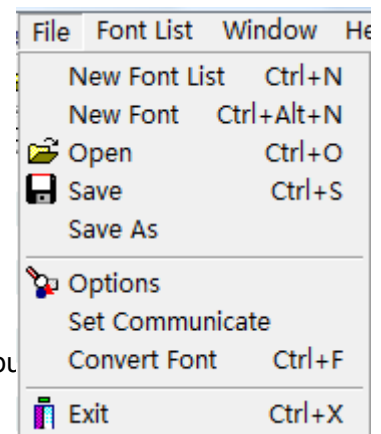 File Font List Window He
New Font List Ctrl+N
New Font Ctrl+Alt+N
Open Ctrl+O
Save Ctrl+S
Save As
Options
Set Communicate
Convert Font Ctrl+F
Exit Ctrl+X